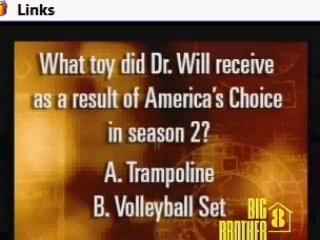 Links
What toy did Dr. Will receive
as a result of America's Choice
in season 2?
A. Trampoline
B. Volleyball Set
BIG
BROTHER 8